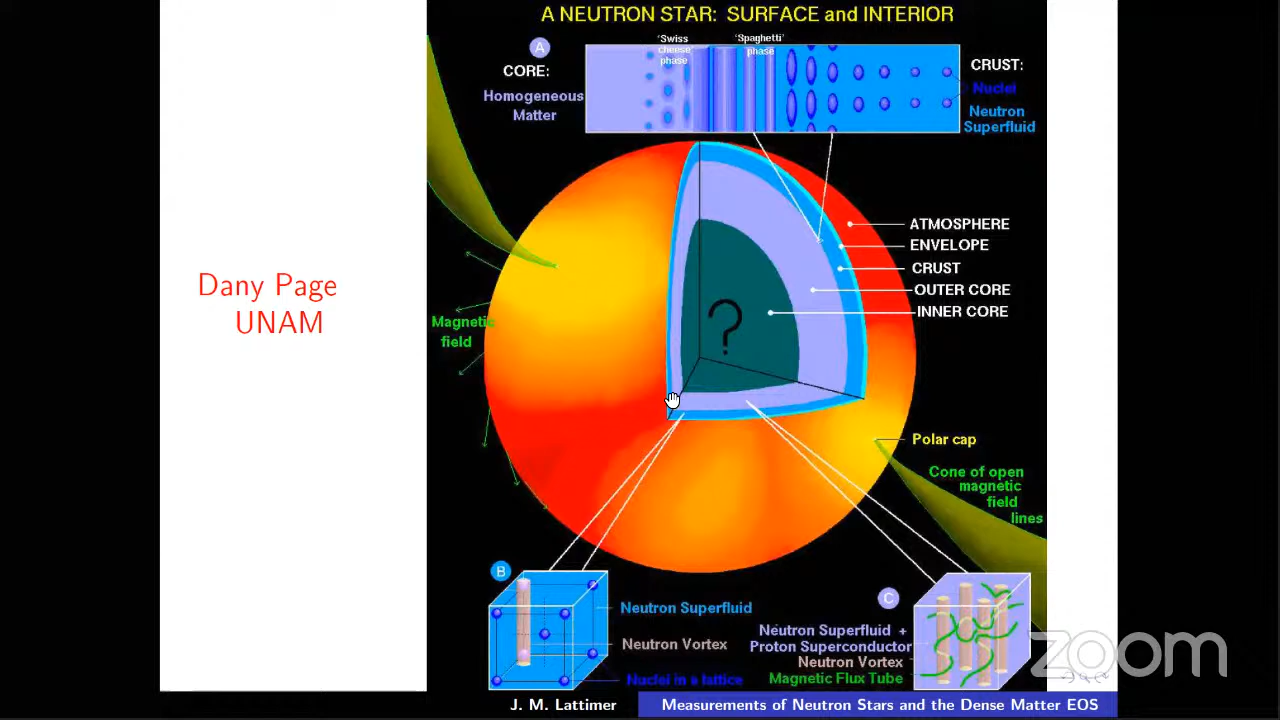 A NEUTRON STAR: SURFACE and INTERIOR
'Swiss
cheese'
phase
'Spaghetti'
phase
A
CORE:
Homogeneous
Matter
CRUST:
Nuclei
Neutron
Superfluid
ATMOSPHERE
ENVELOPE
CRUST
OUTER CORE
INNER CORE
?
Dany Page
UNAM
Magnetic
field
Polar cap
Cone of open
magnetic
field
lines
B
Neutron Superfluid
Neutron Vortex
Nuclei in a lattice
C
Neutron Superfluid +
Proton Superconductor
Neutron Vortex
Magnetic Flux Tube
zoom
J. M. Lattimer
Measurements of Neutron Stars and the Dense Matter EOS